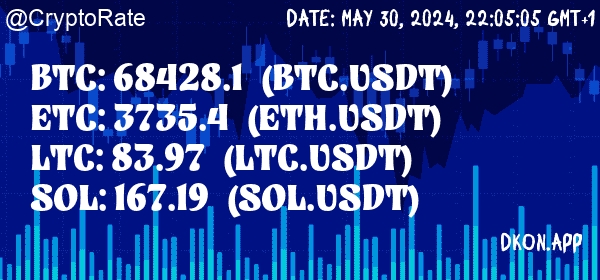 @CryptoRate
DATE: MAY 30, 2024, 22:05:05 GMT+1
BTC: 68428.1 (BTC.USDT)
ETC: 3735.4 (ETH.USDT)
LTC: 83.97 (LTC.USDT)
SOL: 167.19 (SOL.USDT)
DKON.APP